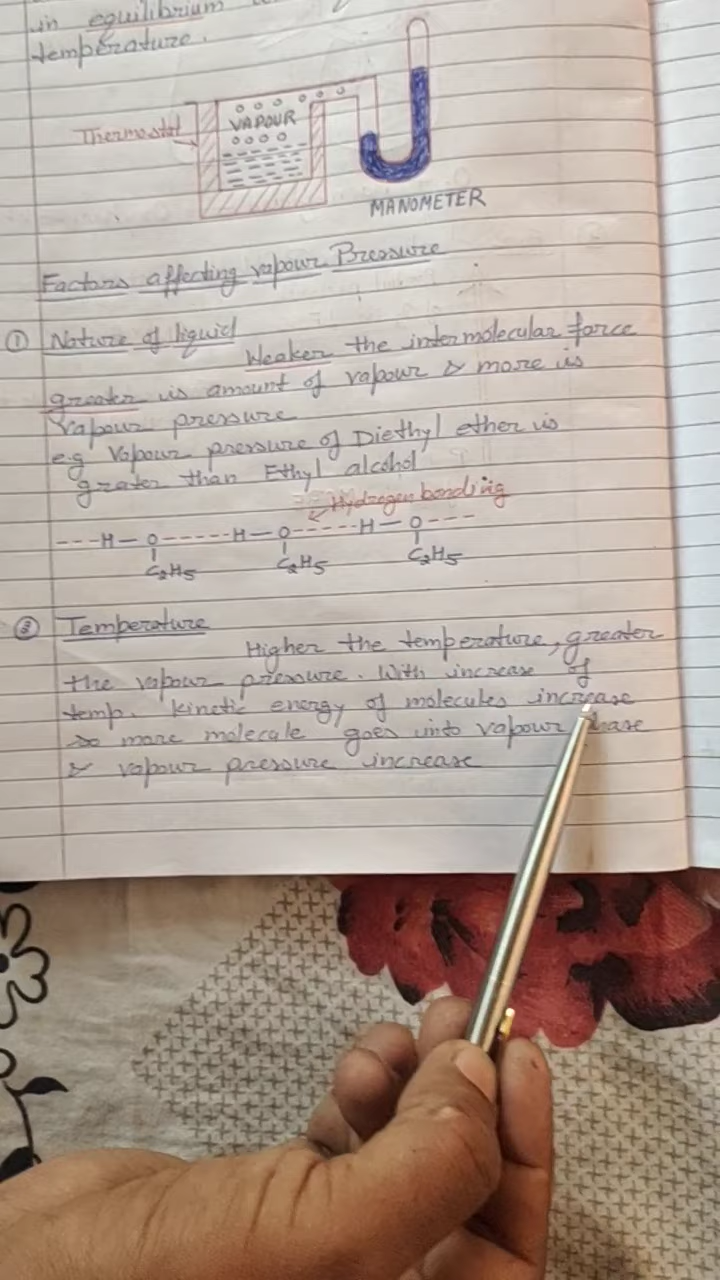 in equilibrium
temperature.
Thermostat
VAPOUR
MANOMETER
Factors affecting vapour Pressure
① Nature of liquid
Weaker the intermolecular force
greater is amount of vapour & more is
vapour pressure
e.g Vapour pressure of Diethyl ether is
greater than Ethyl alcohol
Hydrogen bonding
---H-O-----H-O-----H-O---
C2H5 C2H5 C2H5
② Temperature
Higher the temperature, greater
the vapour pressure. With increase of
temp. kinetic energy of molecules increase
so more molecule goes into vapour phase
& vapour pressure increase